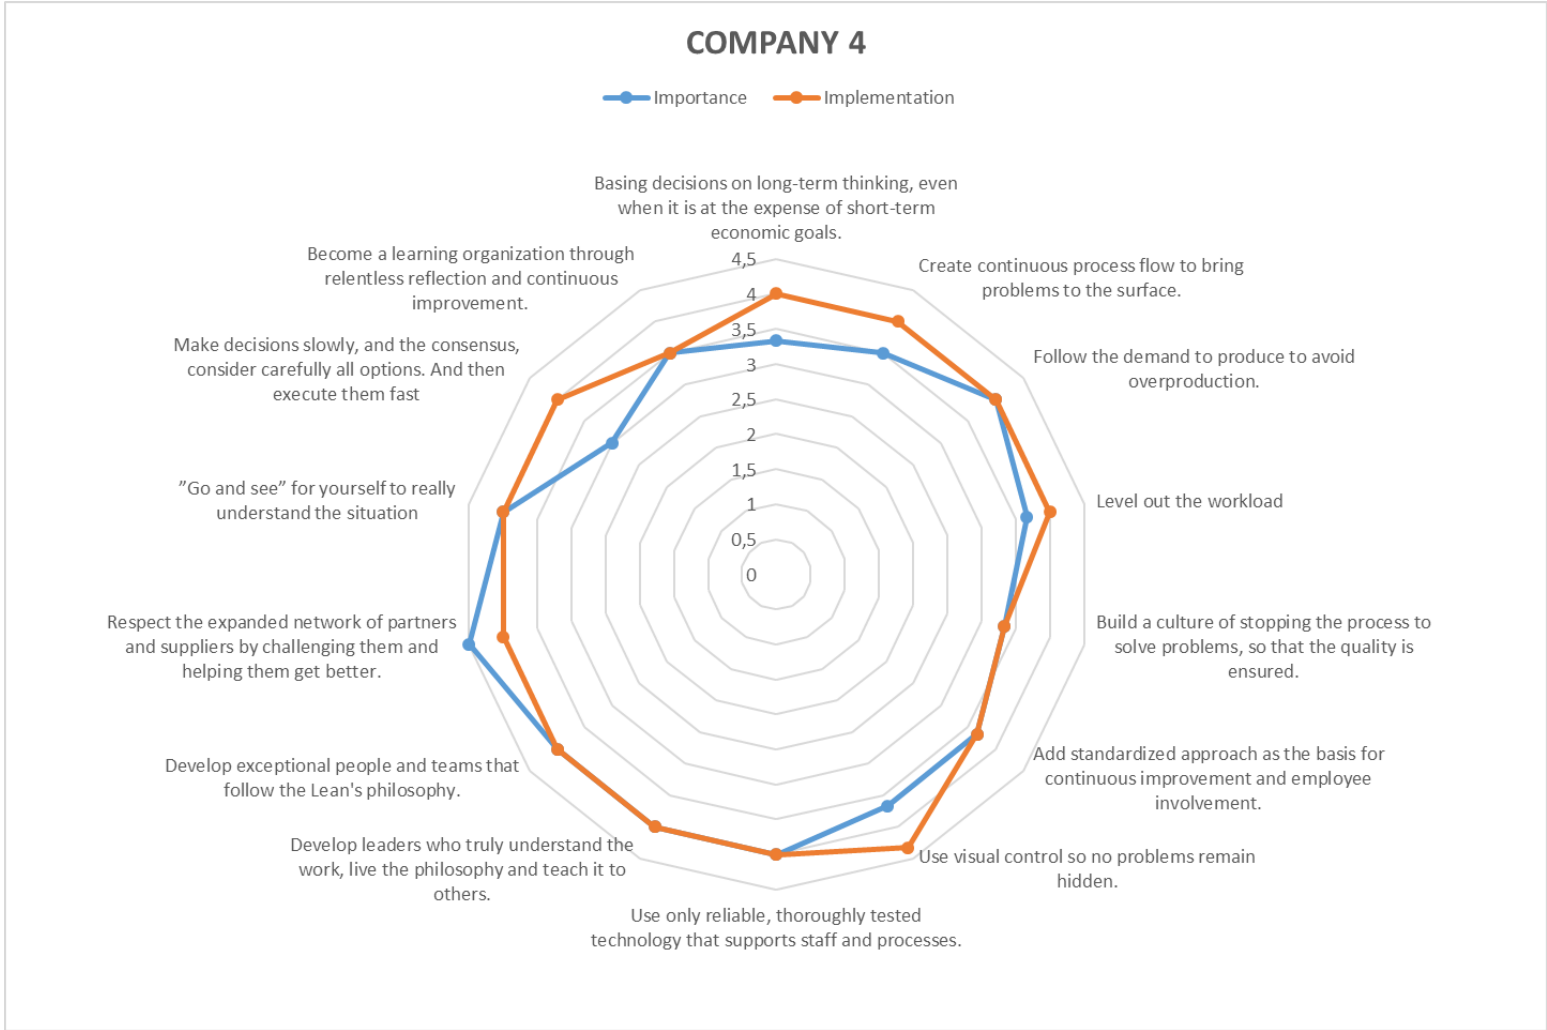 COMPANY 4
Importance
Implementation
Basing decisions on long-term thinking, even
when it is at the expense of short-term
economic goals.
Create continuous process flow to bring
problems to the surface.
Follow the demand to produce to avoid
overproduction.
Level out the workload
Build a culture of stopping the process to
solve problems, so that the quality is
ensured.
Add standardized approach as the basis for
continuous improvement and employee
involvement.
Use visual control so no problems remain
hidden.
Use only reliable, thoroughly tested
technology that supports staff and processes.
Develop leaders who truly understand the
work, live the philosophy and teach it to
others.
Develop exceptional people and teams that
follow the Lean's philosophy.
Respect the expanded network of partners
and suppliers by challenging them and
helping them get better.
”Go and see” for yourself to really
understand the situation
Make decisions slowly, and the consensus,
consider carefully all options. And then
execute them fast
Become a learning organization through
relentless reflection and continuous
improvement.
4,5
4
3,5
3
2,5
2
1,5
1
0,5
0